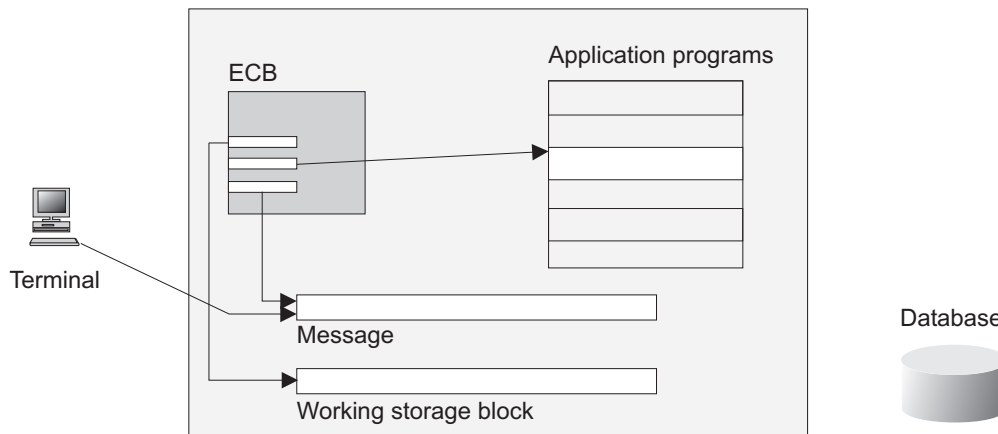 Application programs
ECB
Terminal
Message
Database
Working storage block